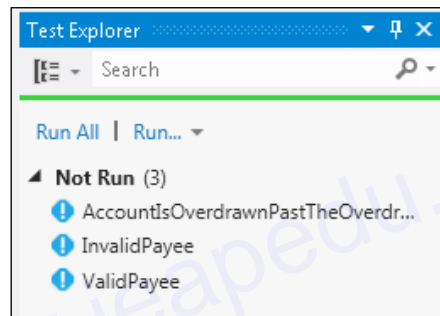 Test Explorer
Search
Run All | Run... 
Not Run (3)
AccountIsOverdrawnPastTheOverdr...
InvalidPayee
ValidPayee